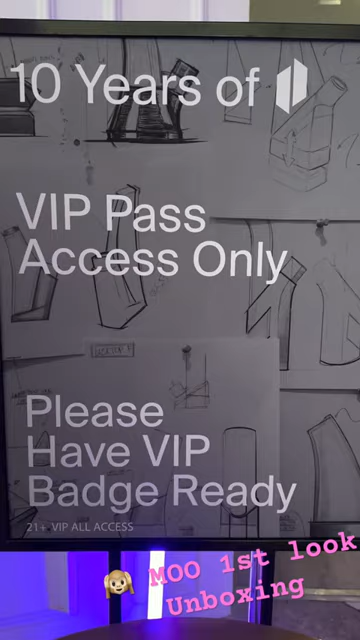 10 Years of
VIP Pass
Access Only
Please
Have VIP
Badge Ready
21+ VIP ALL ACCESS
🙉 MOO 1st look
Unboxing